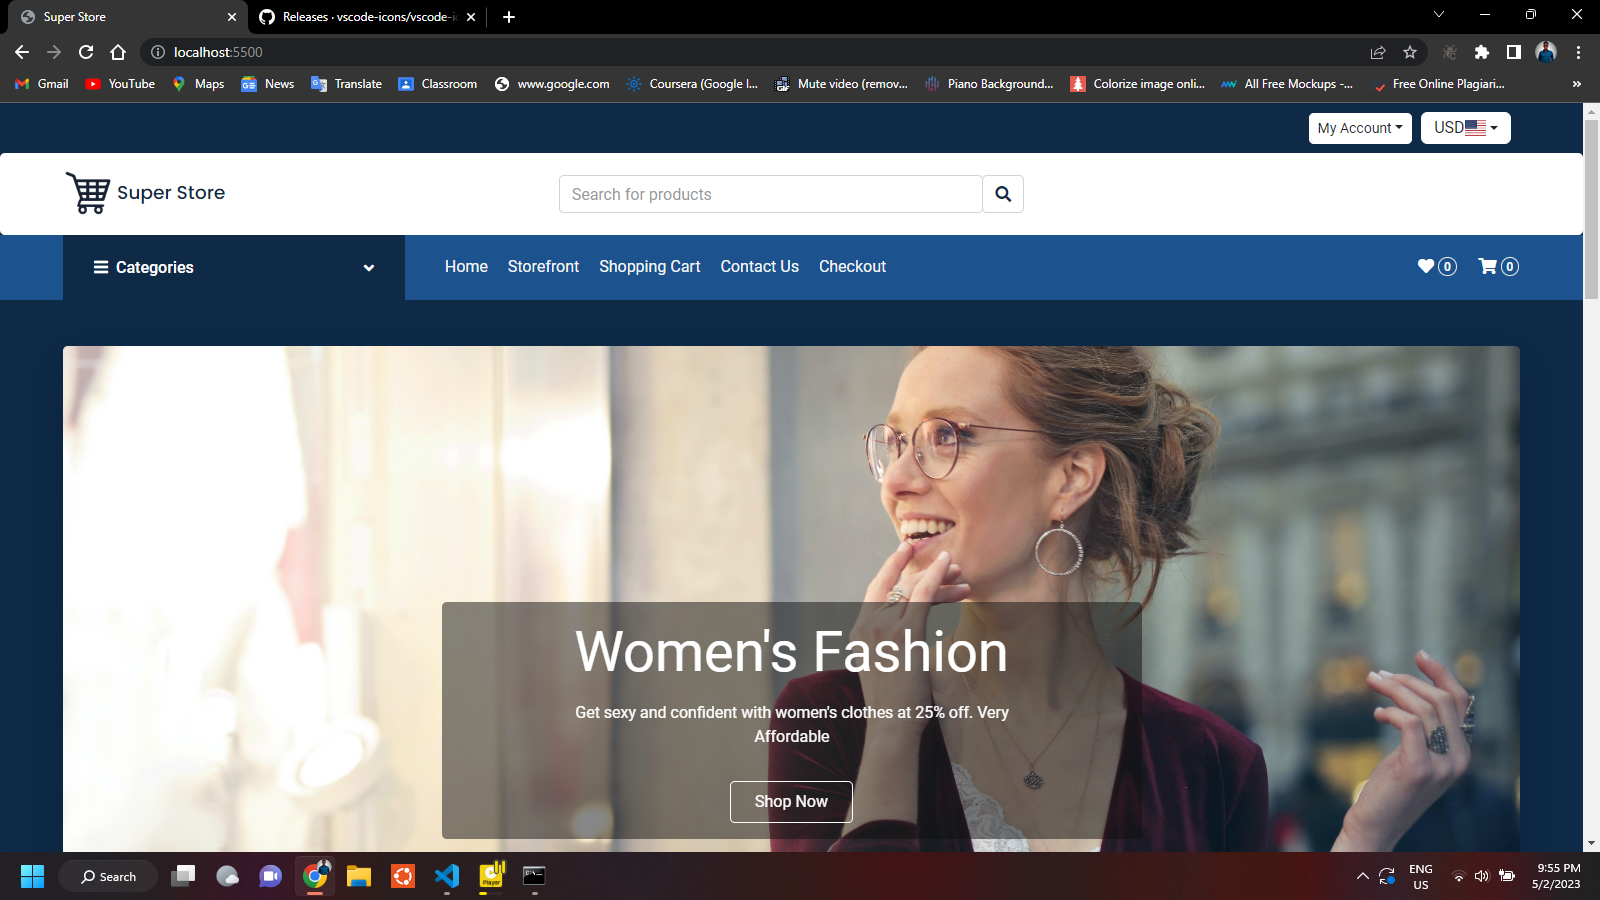 Super Store
Releases · vscode-icons/vscode-ic
localhost:5500
Gmail
YouTube
Maps
News
Translate
Classroom
www.google.com
Coursera (Google I...
Mute video (remov...
Piano Background...
Colorize image onli...
All Free Mockups -...
Free Online Plagiari...
»
My Account
USD
Super Store
Search for products
Categories
Home
Storefront
Shopping Cart
Contact Us
Checkout
0
0
Women's Fashion
Get sexy and confident with women's clothes at 25% off. Very
Affordable
Shop Now
Search
Player
ENG
US
9:55 PM
5/2/2023